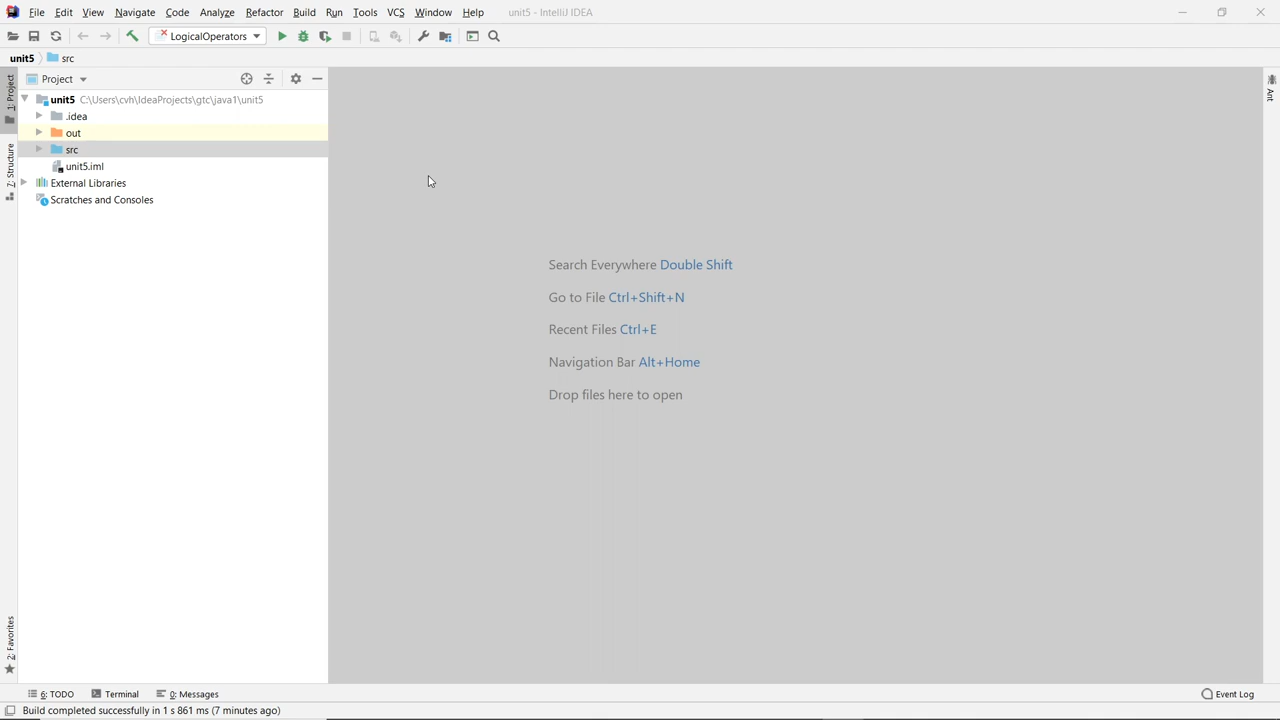 File Edit View Navigate Code Analyze Refactor Build Run Tools VCS Window Help unit5 - IntelliJ IDEA
LogicalOperators
unit5 src
Project
unit5 C:\Users\cvh\IdeaProjects\gtc\java1\unit5
.idea
out
src
unit5.iml
External Libraries
Scratches and Consoles
1: Project
7: Structure
2: Favorites
Ant
Search Everywhere Double Shift
Go to File Ctrl+Shift+N
Recent Files Ctrl+E
Navigation Bar Alt+Home
Drop files here to open
6: TODO Terminal 0: Messages Event Log
Build completed successfully in 1 s 861 ms (7 minutes ago)